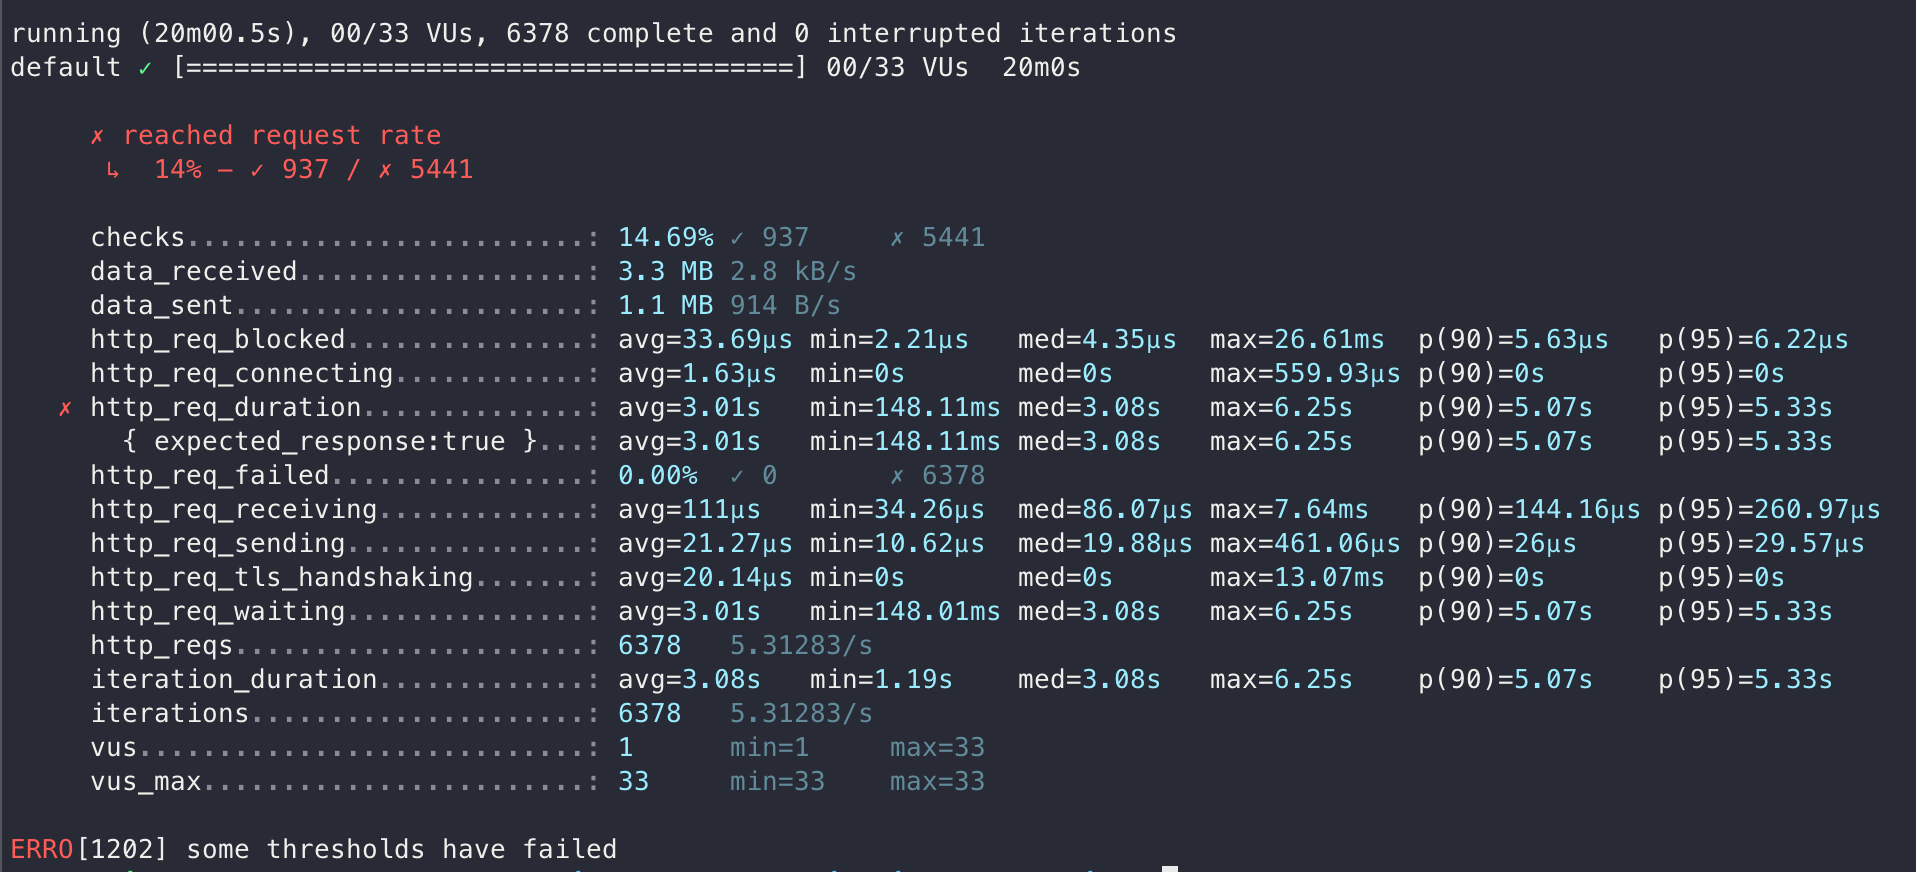 running (20m00.5s), 00/33 VUs, 6378 complete and 0 interrupted iterations
default ✓ [======================================] 00/33 VUs  20m0s
✗ reached request rate
↳  14% — ✓ 937 / ✗ 5441
checks.........................: 14.69% ✓ 937     ✗ 5441
data_received..................: 3.3 MB 2.8 kB/s
data_sent......................: 1.1 MB 914 B/s
http_req_blocked...............: avg=33.69µs min=2.21µs   med=4.35µs  max=26.61ms  p(90)=5.63µs   p(95)=6.22µs
http_req_connecting............: avg=1.63µs  min=0s       med=0s      max=559.93µs p(90)=0s       p(95)=0s
✗ http_req_duration..............: avg=3.01s   min=148.11ms med=3.08s   max=6.25s    p(90)=5.07s    p(95)=5.33s
{ expected_response:true }...: avg=3.01s   min=148.11ms med=3.08s   max=6.25s    p(90)=5.07s    p(95)=5.33s
http_req_failed................: 0.00%  ✓ 0       ✗ 6378
http_req_receiving.............: avg=111µs   min=34.26µs  med=86.07µs max=7.64ms   p(90)=144.16µs p(95)=260.97µs
http_req_sending...............: avg=21.27µs min=10.62µs  med=19.88µs max=461.06µs p(90)=26µs     p(95)=29.57µs
http_req_tls_handshaking.......: avg=20.14µs min=0s       med=0s      max=13.07ms  p(90)=0s       p(95)=0s
http_req_waiting...............: avg=3.01s   min=148.01ms med=3.08s   max=6.25s    p(90)=5.07s    p(95)=5.33s
http_reqs......................: 6378   5.31283/s
iteration_duration.............: avg=3.08s   min=1.19s    med=3.08s   max=6.25s    p(90)=5.07s    p(95)=5.33s
iterations.....................: 6378   5.31283/s
vus............................: 1      min=1     max=33
vus_max........................: 33     min=33    max=33
ERRO[1202] some thresholds have failed